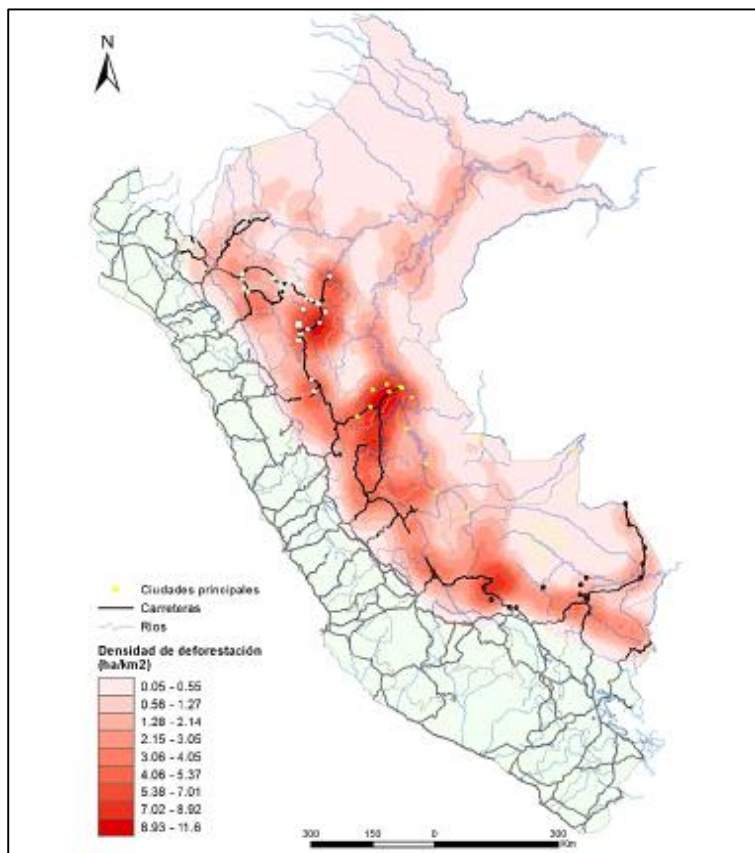 N
Ciudades principales
Carreteras
Rios
Densidad de deforestación
(ha/km2)
0.05 - 0.55
0.56 - 1.27
1.28 - 2.14
2.15 - 3.05
3.06 - 4.05
4.06 - 5.37
5.38 - 7.01
7.02 - 8.92
8.93 - 11.6
300 150 0 300
Km